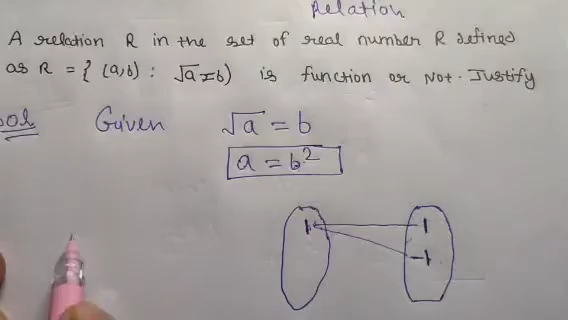 Relation
A relation R in the set of real number R defined
as R = { (a,b) : √a = b) is function or Not. Justify
Sol Given √a = b
a = b²
1 1
-1